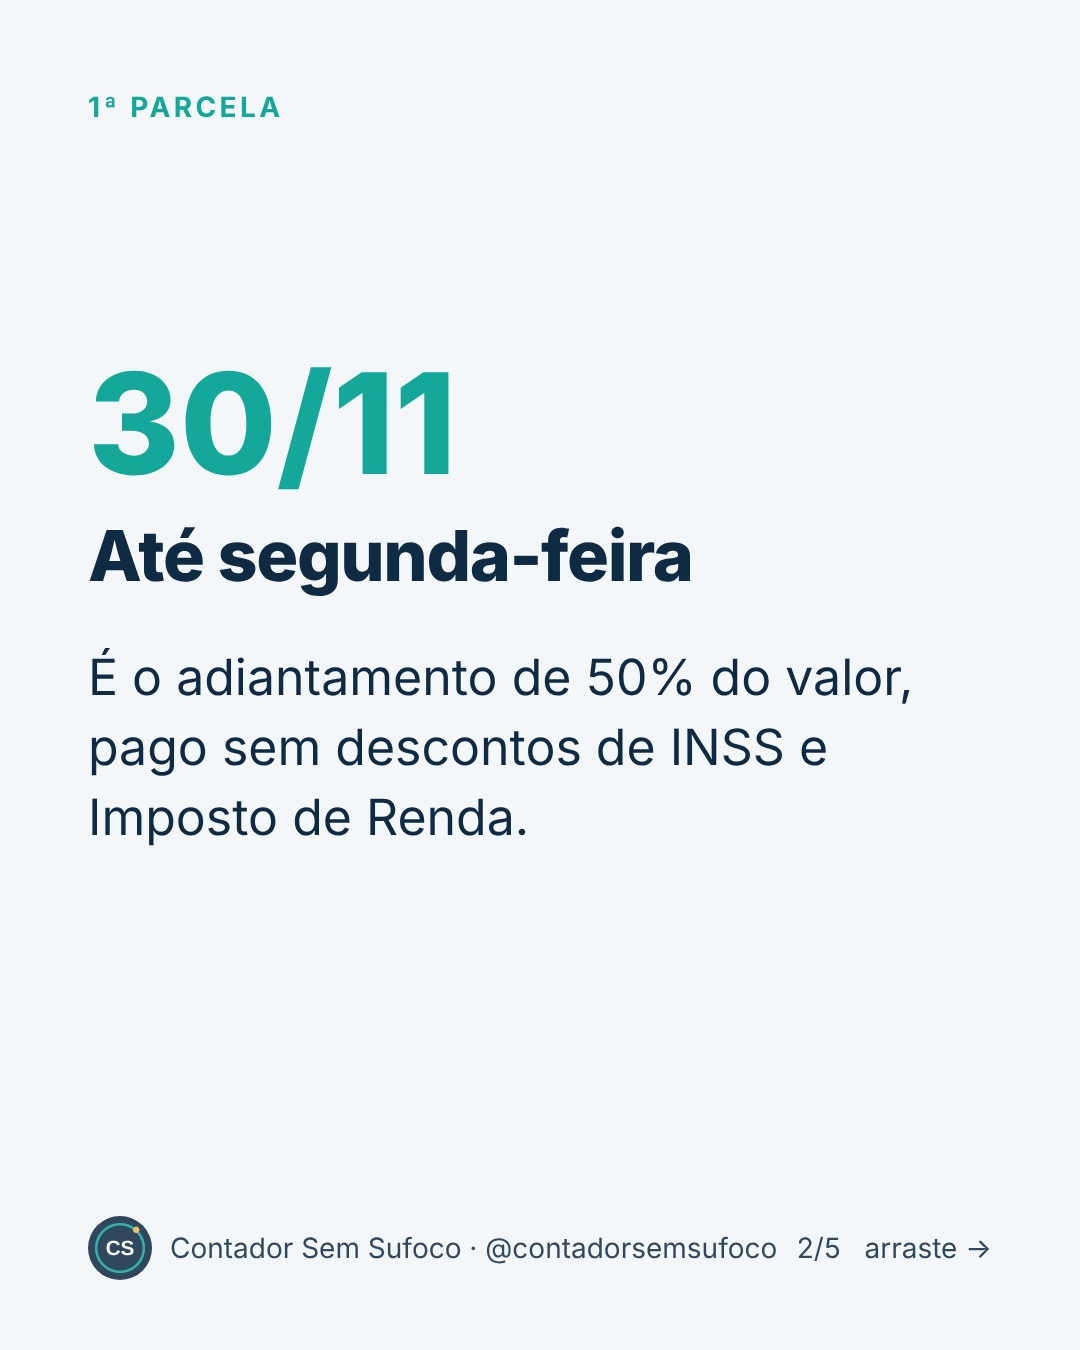 1ª PARCELA
30/11
Até segunda-feira
É o adiantamento de 50% do valor,
pago sem descontos de INSS e
Imposto de Renda.
CS Contador Sem Sufoco · @contadorsemsufoco 2/5 arraste →